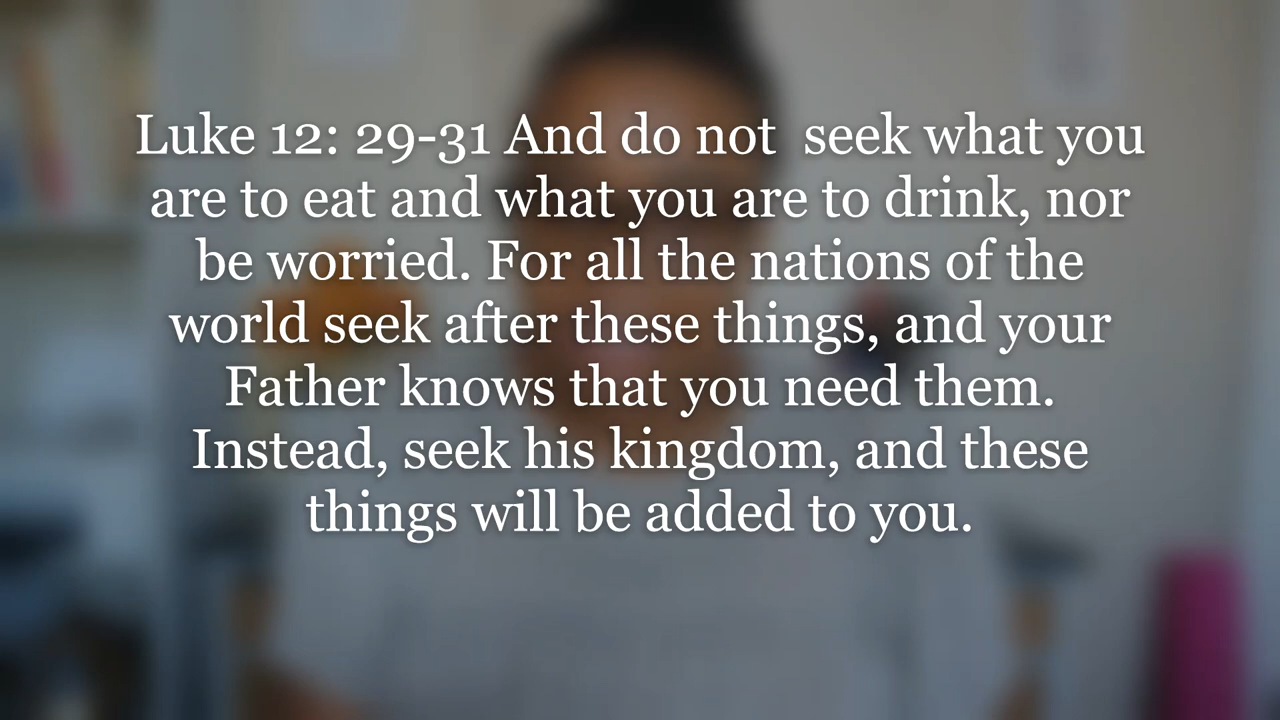 Luke 12: 29-31 And do not  seek what you
are to eat and what you are to drink, nor
be worried. For all the nations of the
world seek after these things, and your
Father knows that you need them.
Instead, seek his kingdom, and these
things will be added to you.